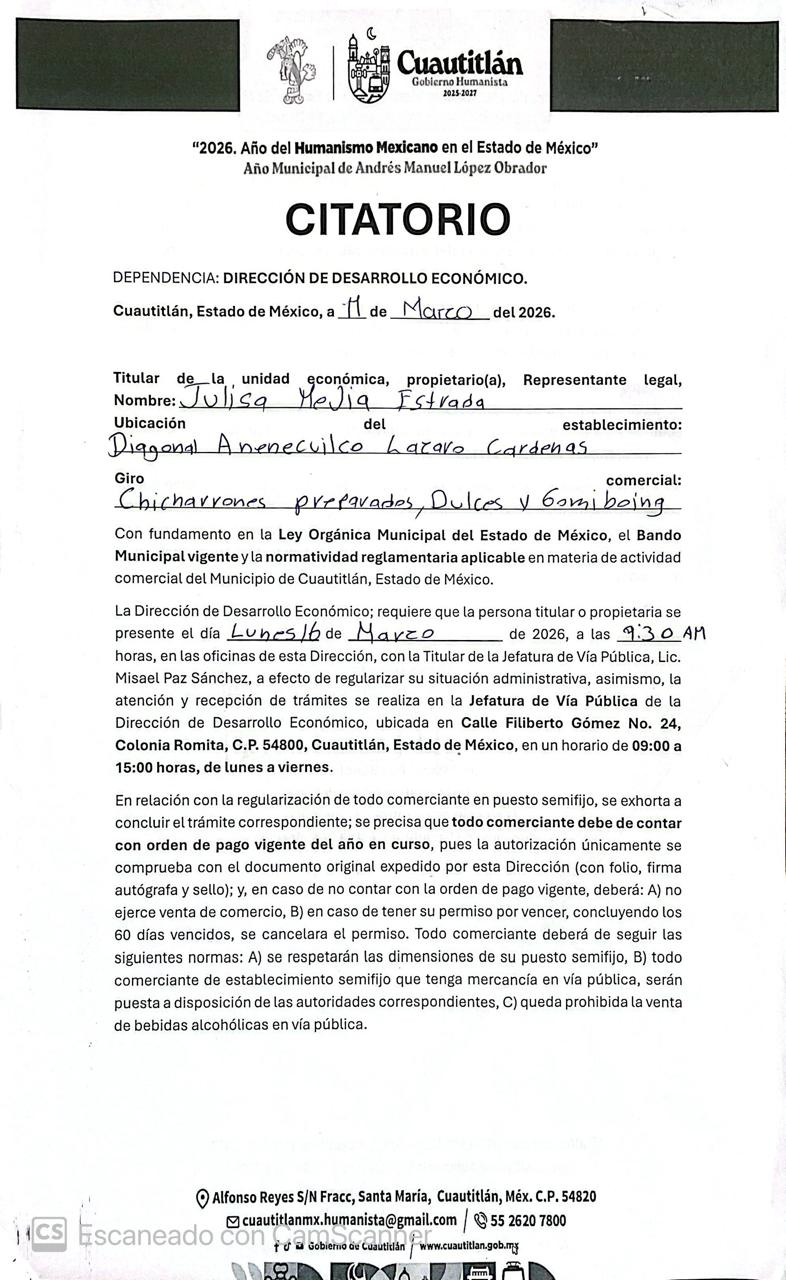 Cuautitlán
Gobierno Humanista
2025-2027
“2026. Año del Humanismo Mexicano en el Estado de México”
Año Municipal de Andrés Manuel López Obrador
CITATORIO
DEPENDENCIA: DIRECCIÓN DE DESARROLLO ECONÓMICO.
Cuautitlán, Estado de México, a 11 de Marzo del 2026.
Titular de la unidad económica, propietario(a), Representante legal,
Nombre: Julisa Mejia Estrada
Ubicación del establecimiento:
Diagonal Anenecuilco Lazaro Cardenas
Giro comercial:
Chicharrones preparados, Dulces y Gomiboing
Con fundamento en la Ley Orgánica Municipal del Estado de México, el Bando
Municipal vigente y la normatividad reglamentaria aplicable en materia de actividad
comercial del Municipio de Cuautitlán, Estado de México.
La Dirección de Desarrollo Económico; requiere que la persona titular o propietaria se
presente el día Lunes 16 de Marzo de 2026, a las 9:30 AM
horas, en las oficinas de esta Dirección, con la Titular de la Jefatura de Vía Pública, Lic.
Misael Paz Sánchez, a efecto de regularizar su situación administrativa, asimismo, la
atención y recepción de trámites se realiza en la Jefatura de Vía Pública de la
Dirección de Desarrollo Económico, ubicada en Calle Filiberto Gómez No. 24,
Colonia Romita, C.P. 54800, Cuautitlán, Estado de México, en un horario de 09:00 a
15:00 horas, de lunes a viernes.
En relación con la regularización de todo comerciante en puesto semifijo, se exhorta a
concluir el trámite correspondiente; se precisa que todo comerciante debe de contar
con orden de pago vigente del año en curso, pues la autorización únicamente se
comprueba con el documento original expedido por esta Dirección (con folio, firma
autógrafa y sello); y, en caso de no contar con la orden de pago vigente, deberá: A) no
ejerce venta de comercio, B) en caso de tener su permiso por vencer, concluyendo los
60 días vencidos, se cancelara el permiso. Todo comerciante deberá de seguir las
siguientes normas: A) se respetarán las dimensiones de su puesto semifijo, B) todo
comerciante de establecimiento semifijo que tenga mercancía en vía pública, serán
puesta a disposición de las autoridades correspondientes, C) queda prohibida la venta
de bebidas alcohólicas en vía pública.
Alfonso Reyes S/N Fracc, Santa María, Cuautitlán, Méx. C.P. 54820
cuautitlanmx.humanista@gmail.com / 55 2620 7800
CS Escaneado con CamScanner
Gobierno de Cuautitlán / www.cuautitlan.gob.mx